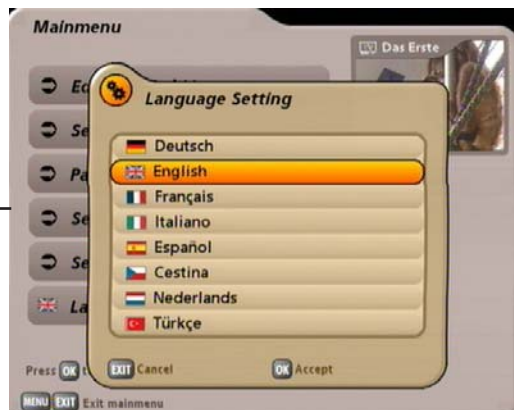 Mainmenu
Das Erste
Language Setting
Deutsch
English
Français
Italiano
Español
Cestina
Nederlands
Türkçe
EXIT Cancel
OK Accept
Press OK
MENU EXIT Exit mainmenu